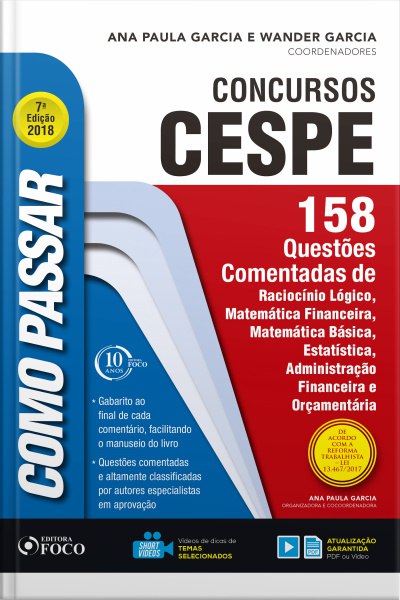 ANA PAULA GARCIA E WANDER GARCIA
COORDENADORES
7ª
Edição
2018
CONCURSOS
CESPE
COMO PASSAR
158
Questões
Comentadas de
Raciocínio Lógico,
Matemática Financeira,
Matemática Básica,
Estatística,
Administração
Financeira e
Orçamentária
10
ANOS
EDITORA
FOCO
• Gabarito ao
final de cada
comentário, facilitando
o manuseio do livro
• Questões comentadas
e altamente classificadas
por autores especialistas
em aprovação
DE
ACORDO
COM A
REFORMA
TRABALHISTA
– LEI
13.467/2017
ANA PAULA GARCIA
ORGANIZADORA E COCOORDENADORA
EDITORA
FOCO
SHORT
VIDEOS
Vídeos de dicas de
TEMAS
SELECIONADOS
PDF
ATUALIZAÇÃO
GARANTIDA
PDF ou Vídeo